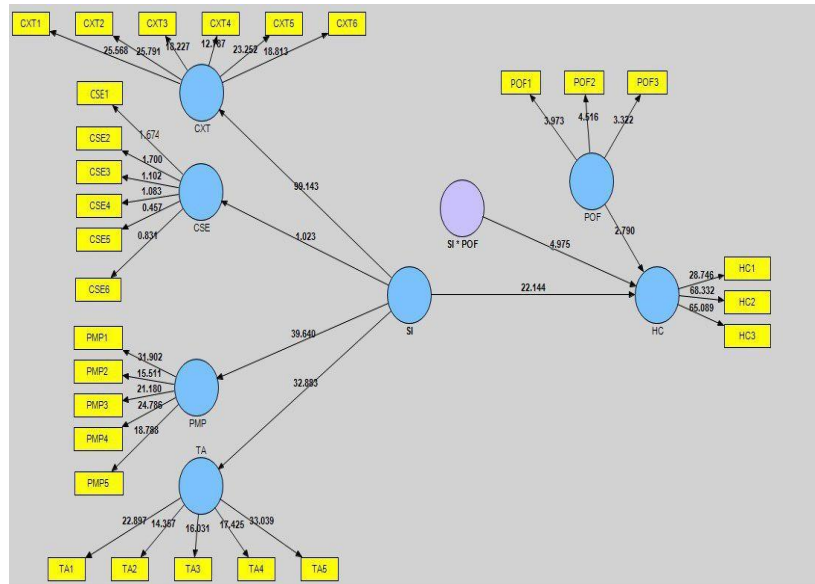 CXT1 CXT2 CXT3 CXT4 CXT5 CXT6
25.568 25.791 18.227 12.787 23.252 18.813
CXT
POF1 POF2 POF3
3.973 4.516 3.322
POF
CSE1
CSE2
CSE3
CSE4
CSE5
CSE6
1.674
1.700
1.102
1.083
0.457
0.831
CSE
99.143
1.023
SI * POF
4.975
2.790
SI
22.144
HC
28.746
68.332
65.089
HC1
HC2
HC3
39.640
32.883
PMP1
PMP2
PMP3
PMP4
PMP5
31.902
15.511
21.180
24.786
18.788
PMP
TA
22.897 14.357 16.031 17.425 33.039
TA1 TA2 TA3 TA4 TA5